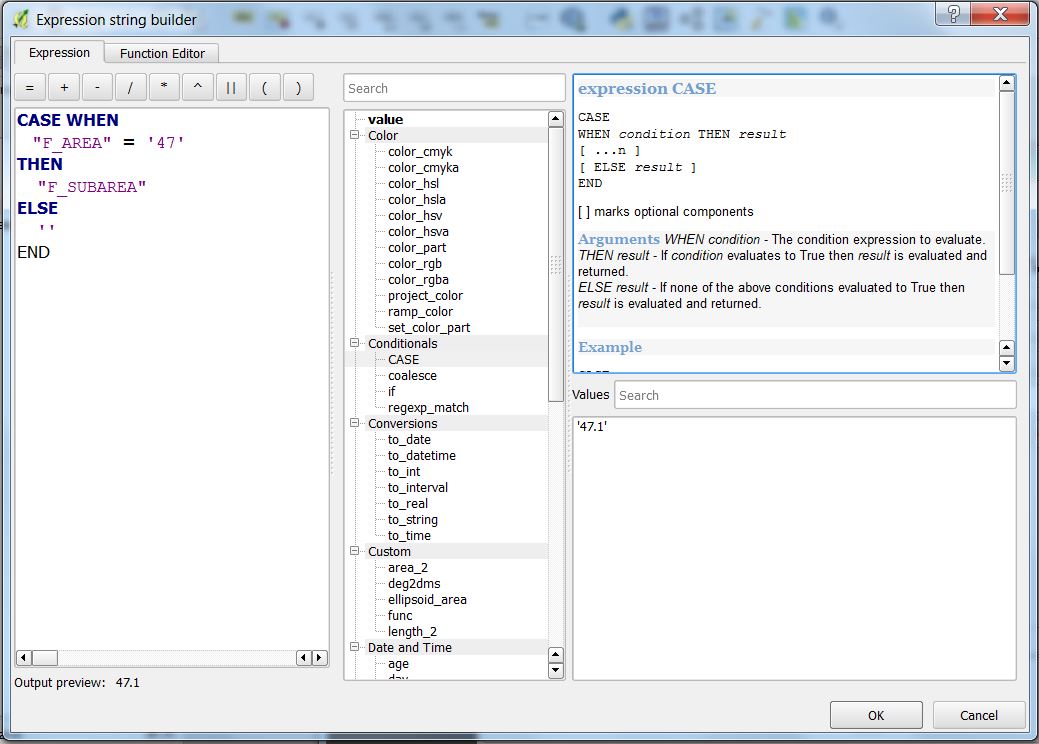 Expression string builder
Expression
Function Editor
= + - / * ^ || ( )
CASE WHEN
"F_AREA" = '47'
THEN
"F_SUBAREA"
ELSE
''
END
Output preview: 47.1
Search
value
Color
color_cmyk
color_cmyka
color_hsl
color_hsla
color_hsv
color_hsva
color_part
color_rgb
color_rgba
project_color
ramp_color
set_color_part
Conditionals
CASE
coalesce
if
regexp_match
Conversions
to_date
to_datetime
to_int
to_interval
to_real
to_string
to_time
Custom
area_2
deg2dms
ellipsoid_area
func
length_2
Date and Time
age
day
expression CASE
CASE
WHEN condition THEN result
[ ...n ]
[ ELSE result ]
END
[ ] marks optional components
Arguments WHEN condition - The condition expression to evaluate.
THEN result - If condition evaluates to True then result is evaluated and
returned.
ELSE result - If none of the above conditions evaluated to True then
result is evaluated and returned.
Example
CASE
Values Search
'47.1'
OK
Cancel